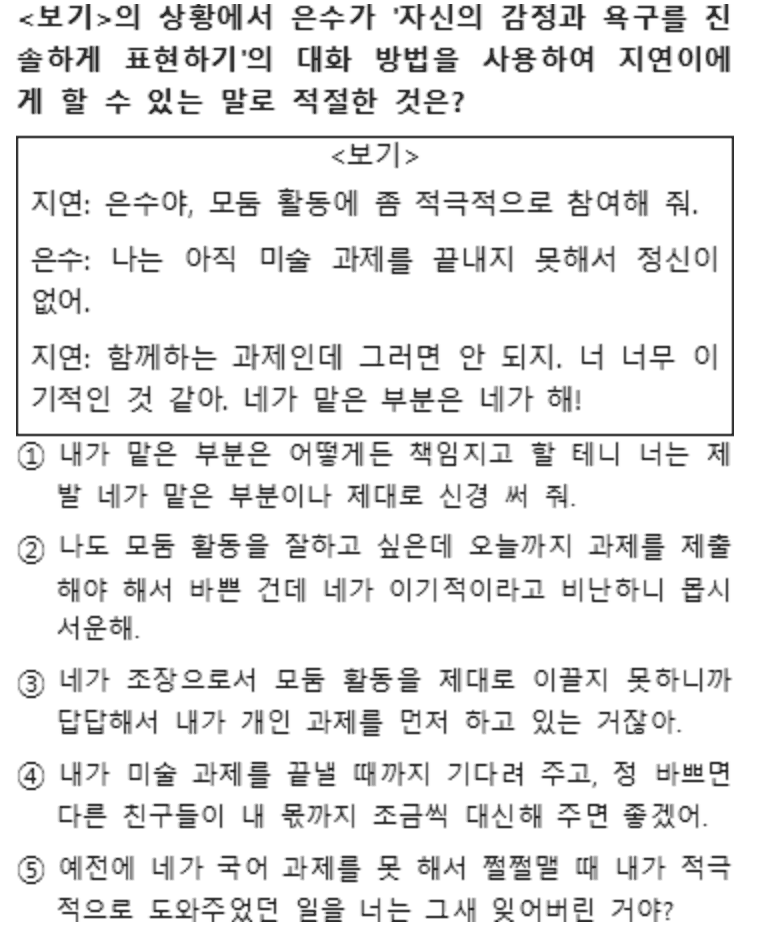 <보기>의 상황에서 은수가 '자신의 감정과 욕구를 진
솔하게 표현하기'의 대화 방법을 사용하여 지연이에
게 할 수 있는 말로 적절한 것은?
<보기>
지연: 은수야, 모둠 활동에 좀 적극적으로 참여해 줘.
은수: 나는 아직 미술 과제를 끝내지 못해서 정신이
없어.
지연: 함께하는 과제인데 그러면 안 되지. 너 너무 이
기적인 것 같아. 네가 맡은 부분은 네가 해!
① 내가 맡은 부분은 어떻게든 책임지고 할 테니 너는 제
발 네가 맡은 부분이나 제대로 신경 써 줘.
② 나도 모둠 활동을 잘하고 싶은데 오늘까지 과제를 제출
해야 해서 바쁜 건데 네가 이기적이라고 비난하니 몹시
서운해.
③ 네가 조장으로서 모둠 활동을 제대로 이끌지 못하니까
답답해서 내가 개인 과제를 먼저 하고 있는 거잖아.
④ 내가 미술 과제를 끝낼 때까지 기다려 주고, 정 바쁘면
다른 친구들이 내 몫까지 조금씩 대신해 주면 좋겠어.
⑤ 예전에 네가 국어 과제를 못 해서 쩔쩔맬 때 내가 적극
적으로 도와주었던 일을 너는 그새 잊어버린 거야?